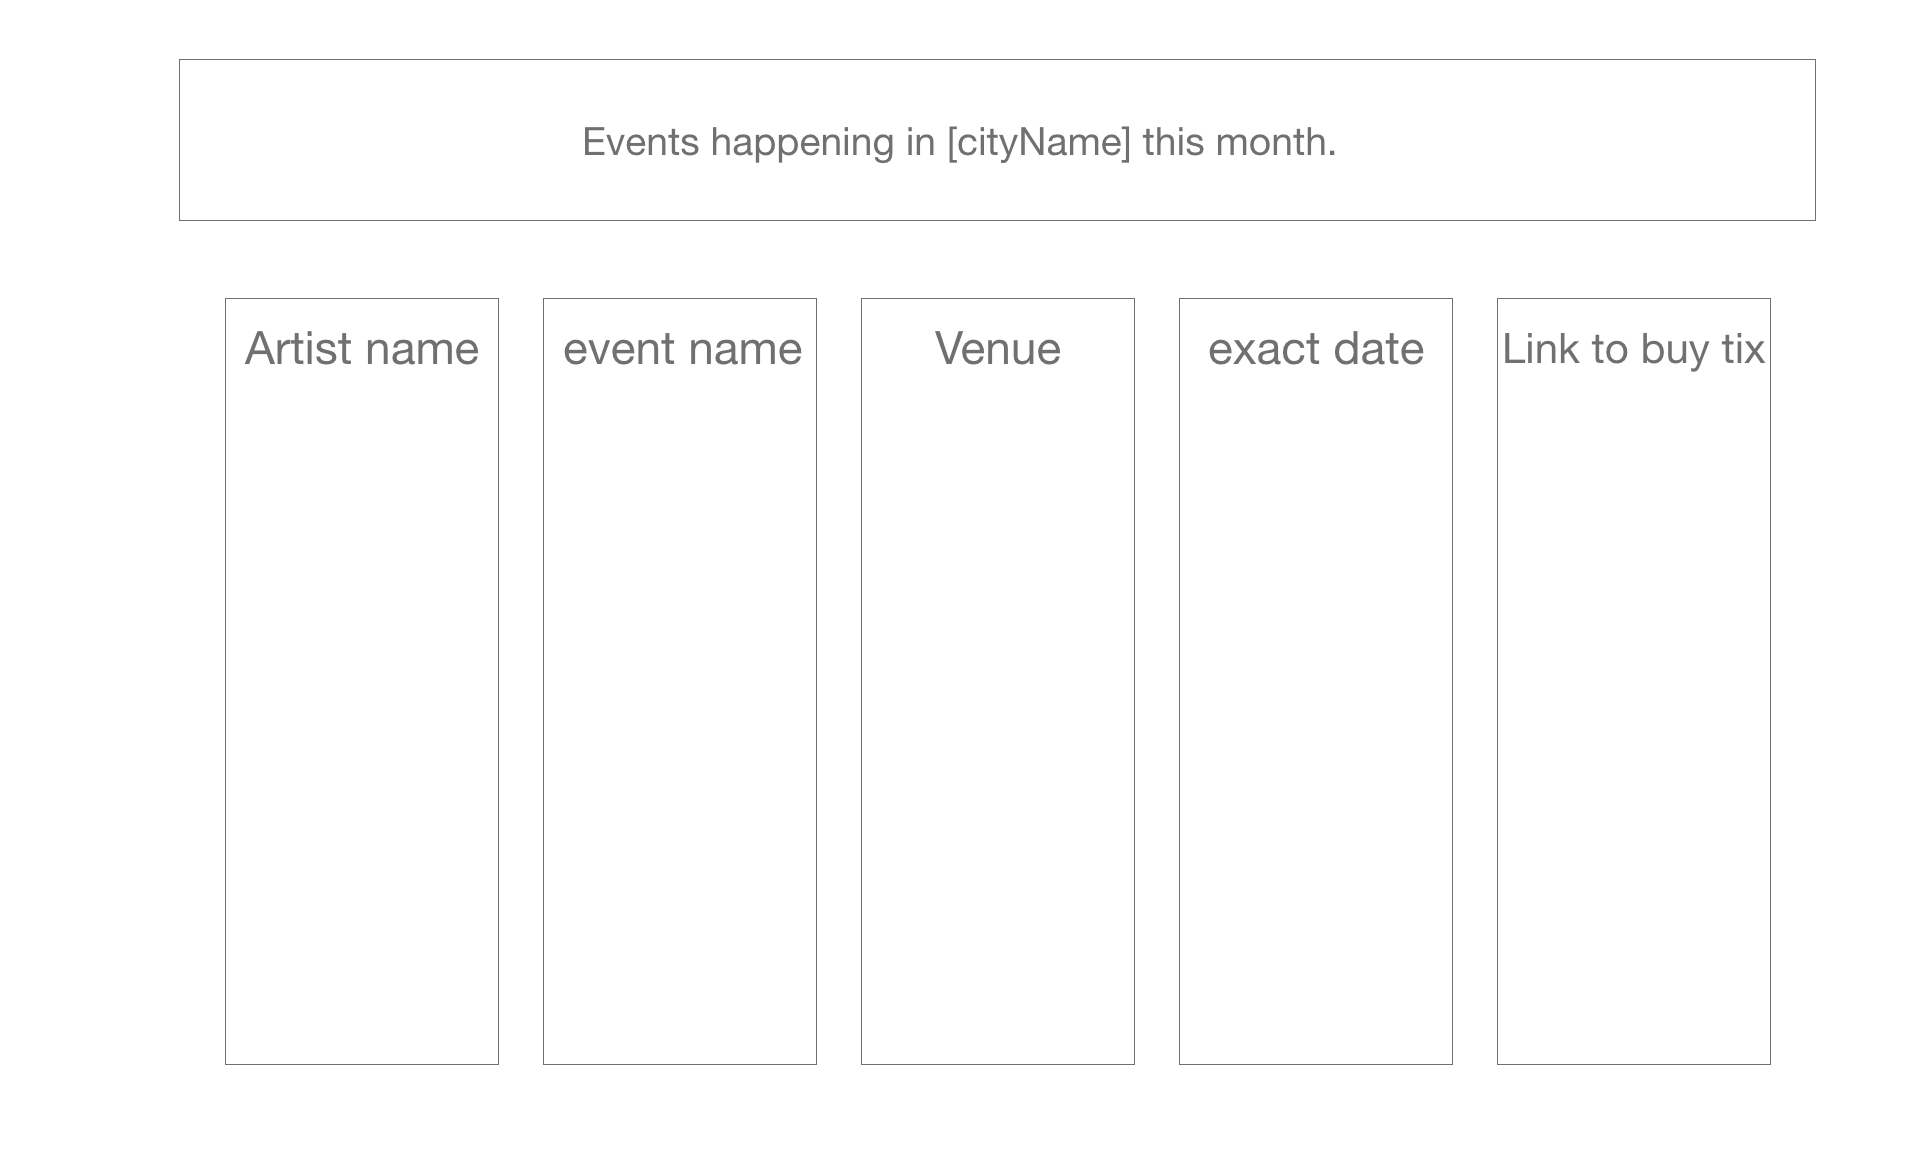 Events happening in [cityName] this month.
Artist name
event name
Venue
exact date
Link to buy tix